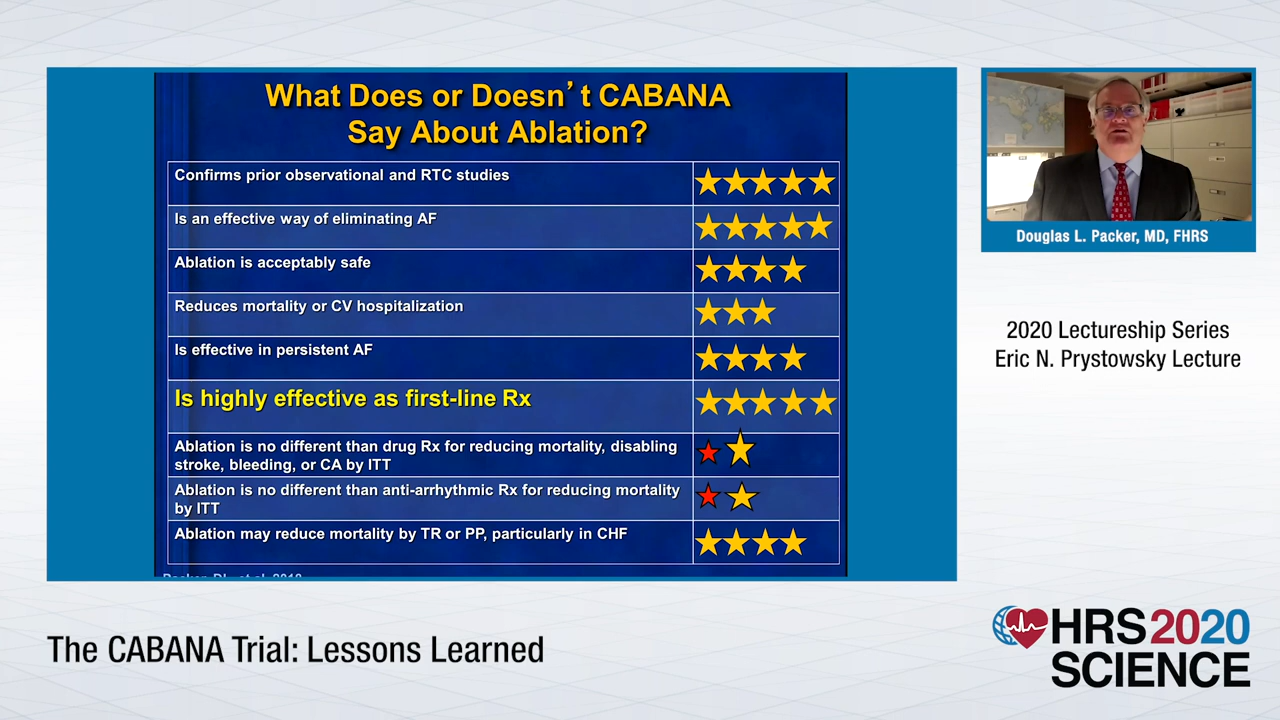 What Does or Doesn't CABANA
Say About Ablation?
Confirms prior observational and RTC studies
Is an effective way of eliminating AF
Ablation is acceptably safe
Reduces mortality or CV hospitalization
Is effective in persistent AF
Is highly effective as first-line Rx
Ablation is no different than drug Rx for reducing mortality, disabling
stroke, bleeding, or CA by ITT
Ablation is no different than anti-arrhythmic Rx for reducing mortality
by ITT
Ablation may reduce mortality by TR or PP, particularly in CHF
Douglas L. Packer, MD, FHRS
2020 Lectureship Series
Eric N. Prystowsky Lecture
The CABANA Trial: Lessons Learned
HRS2020
SCIENCE